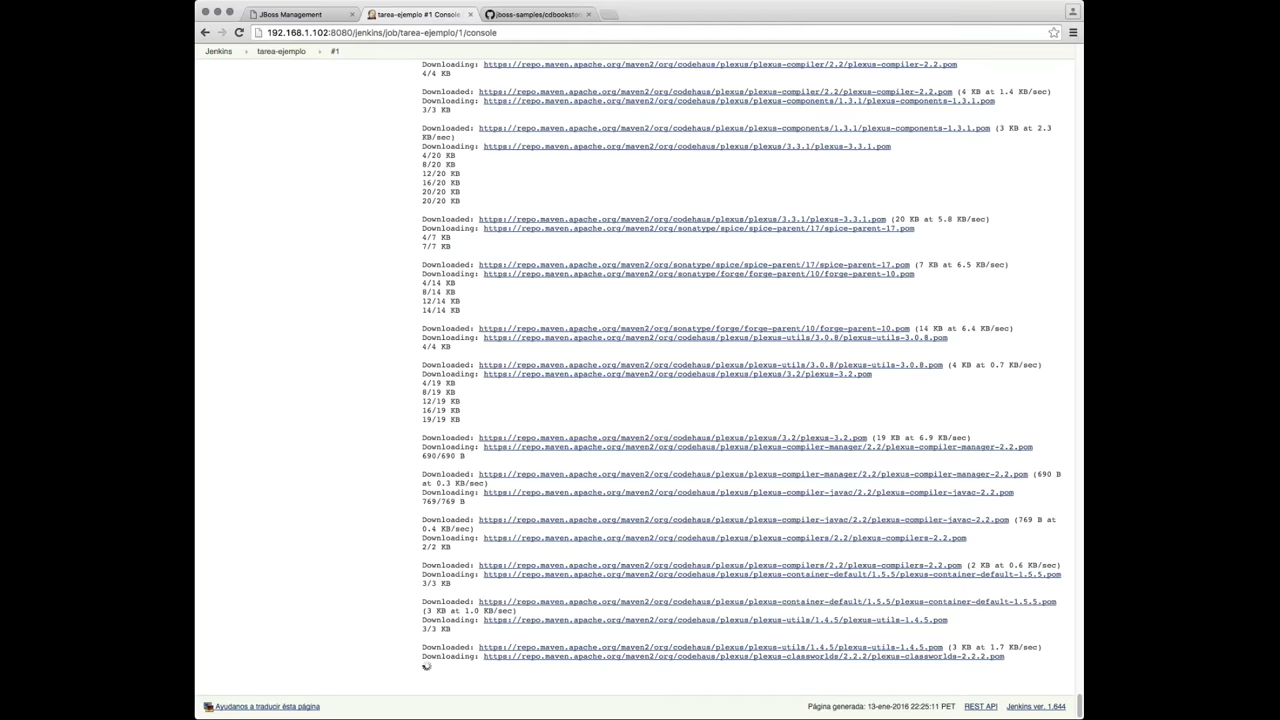 JBoss Management
tarea-ejemplo #1 Console
jboss-samples/cdbookstor
192.168.1.102:8080/jenkins/job/tarea-ejemplo/1/console
Jenkins
tarea-ejemplo
#1
Downloading: https://repo.maven.apache.org/maven2/org/codehaus/plexus/plexus-compiler/2.2/plexus-compiler-2.2.pom
4/4 KB
Downloaded: https://repo.maven.apache.org/maven2/org/codehaus/plexus/plexus-compiler/2.2/plexus-compiler-2.2.pom (4 KB at 1.4 KB/sec)
Downloading: https://repo.maven.apache.org/maven2/org/codehaus/plexus/plexus-components/1.3.1/plexus-components-1.3.1.pom
3/3 KB
Downloaded: https://repo.maven.apache.org/maven2/org/codehaus/plexus/plexus-components/1.3.1/plexus-components-1.3.1.pom (3 KB at 2.3
KB/sec)
Downloading: https://repo.maven.apache.org/maven2/org/codehaus/plexus/plexus/3.3.1/plexus-3.3.1.pom
4/20 KB
8/20 KB
12/20 KB
16/20 KB
20/20 KB
20/20 KB
Downloaded: https://repo.maven.apache.org/maven2/org/codehaus/plexus/plexus/3.3.1/plexus-3.3.1.pom (20 KB at 5.8 KB/sec)
Downloading: https://repo.maven.apache.org/maven2/org/sonatype/spice/spice-parent/17/spice-parent-17.pom
4/7 KB
7/7 KB
Downloaded: https://repo.maven.apache.org/maven2/org/sonatype/spice/spice-parent/17/spice-parent-17.pom (7 KB at 6.5 KB/sec)
Downloading: https://repo.maven.apache.org/maven2/org/sonatype/forge/forge-parent/10/forge-parent-10.pom
4/14 KB
8/14 KB
12/14 KB
14/14 KB
Downloaded: https://repo.maven.apache.org/maven2/org/sonatype/forge/forge-parent/10/forge-parent-10.pom (14 KB at 6.4 KB/sec)
Downloading: https://repo.maven.apache.org/maven2/org/codehaus/plexus/plexus-utils/3.0.8/plexus-utils-3.0.8.pom
4/4 KB
Downloaded: https://repo.maven.apache.org/maven2/org/codehaus/plexus/plexus-utils/3.0.8/plexus-utils-3.0.8.pom (4 KB at 0.7 KB/sec)
Downloading: https://repo.maven.apache.org/maven2/org/codehaus/plexus/plexus/3.2/plexus-3.2.pom
4/19 KB
8/19 KB
12/19 KB
16/19 KB
19/19 KB
Downloaded: https://repo.maven.apache.org/maven2/org/codehaus/plexus/plexus/3.2/plexus-3.2.pom (19 KB at 6.9 KB/sec)
Downloading: https://repo.maven.apache.org/maven2/org/codehaus/plexus/plexus-compiler-manager/2.2/plexus-compiler-manager-2.2.pom
690/690 B
Downloaded: https://repo.maven.apache.org/maven2/org/codehaus/plexus/plexus-compiler-manager/2.2/plexus-compiler-manager-2.2.pom (690 B
at 0.3 KB/sec)
Downloading: https://repo.maven.apache.org/maven2/org/codehaus/plexus/plexus-compiler-javac/2.2/plexus-compiler-javac-2.2.pom
769/769 B
Downloaded: https://repo.maven.apache.org/maven2/org/codehaus/plexus/plexus-compiler-javac/2.2/plexus-compiler-javac-2.2.pom (769 B at
0.4 KB/sec)
Downloading: https://repo.maven.apache.org/maven2/org/codehaus/plexus/plexus-compilers/2.2/plexus-compilers-2.2.pom
2/2 KB
Downloaded: https://repo.maven.apache.org/maven2/org/codehaus/plexus/plexus-compilers/2.2/plexus-compilers-2.2.pom (2 KB at 0.6 KB/sec)
Downloading: https://repo.maven.apache.org/maven2/org/codehaus/plexus/plexus-container-default/1.5.5/plexus-container-default-1.5.5.pom
3/3 KB
Downloaded: https://repo.maven.apache.org/maven2/org/codehaus/plexus/plexus-container-default/1.5.5/plexus-container-default-1.5.5.pom
(3 KB at 1.0 KB/sec)
Downloading: https://repo.maven.apache.org/maven2/org/codehaus/plexus/plexus-utils/1.4.5/plexus-utils-1.4.5.pom
3/3 KB
Downloaded: https://repo.maven.apache.org/maven2/org/codehaus/plexus/plexus-utils/1.4.5/plexus-utils-1.4.5.pom (3 KB at 1.7 KB/sec)
Downloading: https://repo.maven.apache.org/maven2/org/codehaus/plexus/plexus-classworlds/2.2.2/plexus-classworlds-2.2.2.pom
Ayudanos a traducir ésta página
Página generada: 13-ene-2016 22:25:11 PET
REST API
Jenkins ver. 1.644